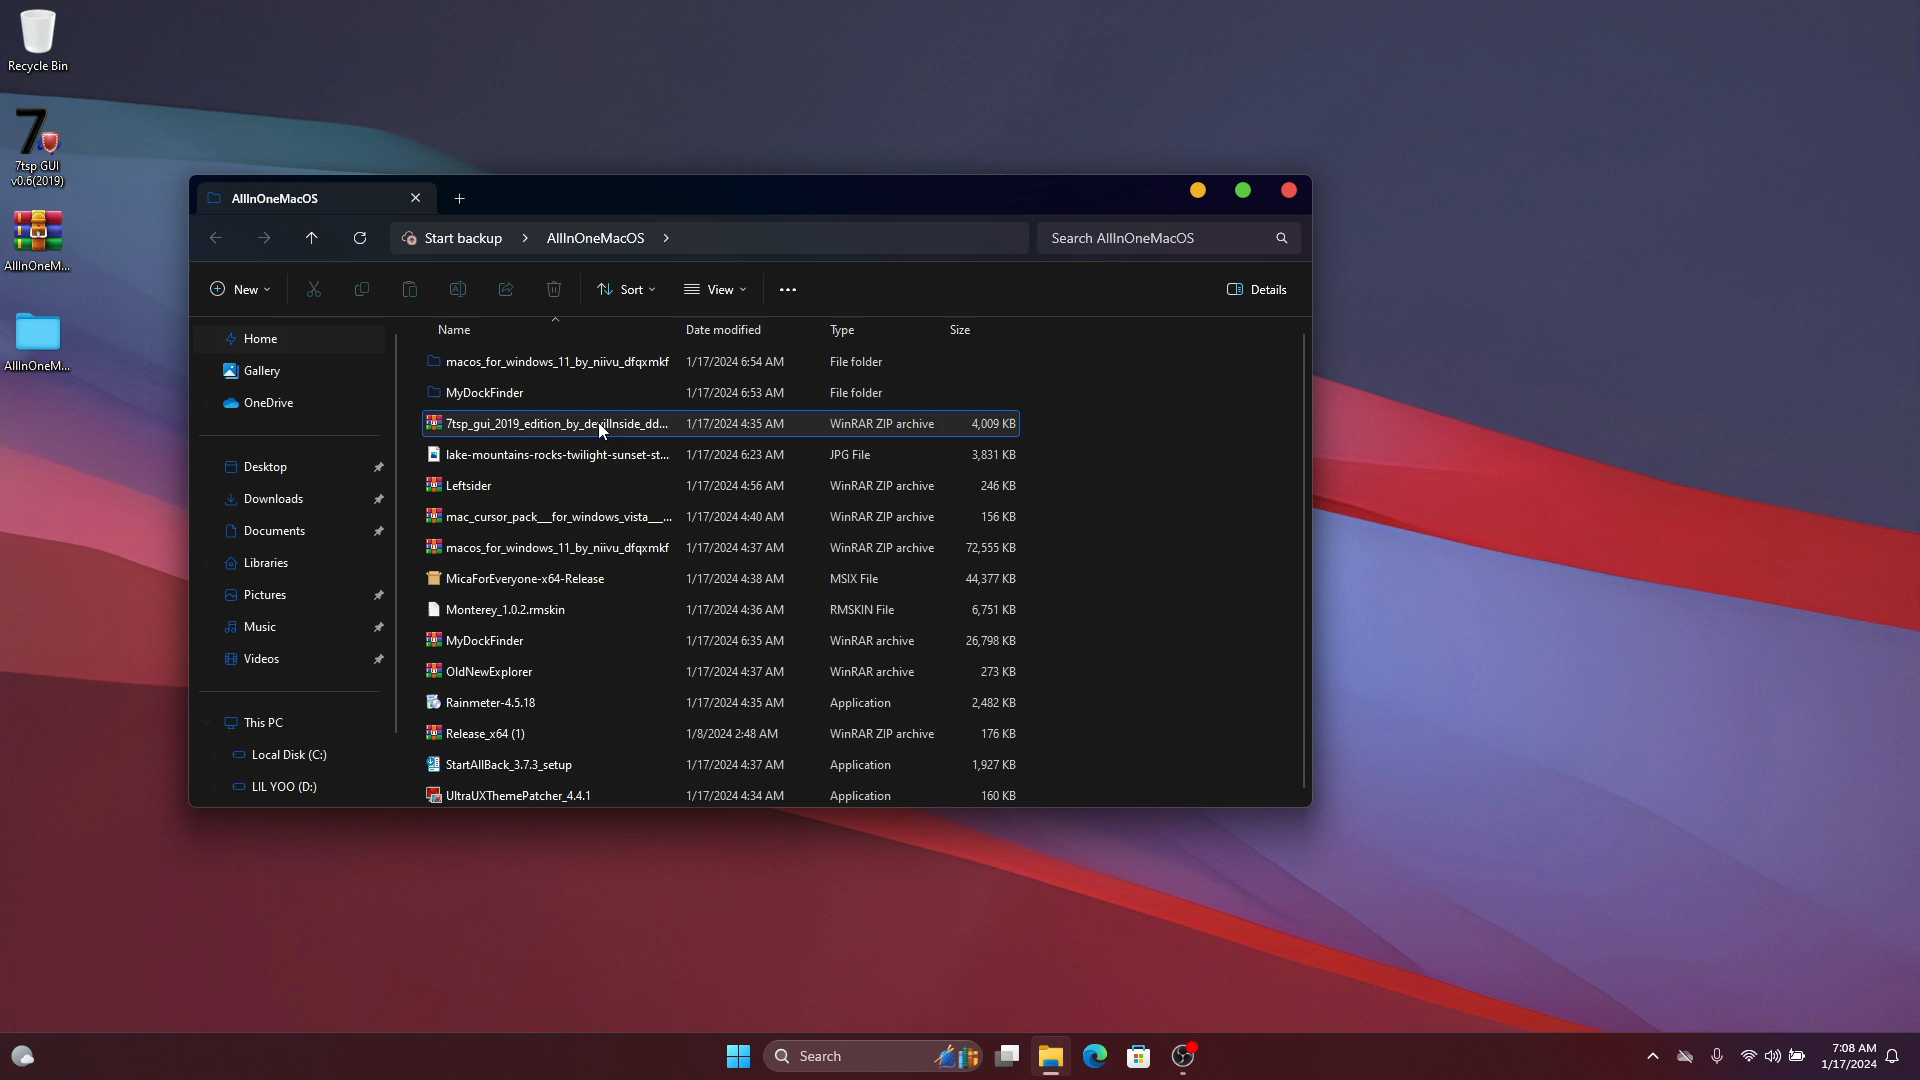 Recycle Bin
7
7tsp GUI
v0.6(2019)
AllInOneM...
AllInOneM...
AllInOneMacOS
Start backup > AllInOneMacOS >
Search AllInOneMacOS
New
Sort
View
Details
Home
Gallery
OneDrive
Desktop
Downloads
Documents
Libraries
Pictures
Music
Videos
This PC
Local Disk (C:)
LIL YOO (D:)
Name Date modified Type Size
macos_for_windows_11_by_niivu_dfqxmkf 1/17/2024 6:54 AM File folder
MyDockFinder 1/17/2024 6:53 AM File folder
7tsp_gui_2019_edition_by_devillnside_dd... 1/17/2024 4:35 AM WinRAR ZIP archive 4,009 KB
lake-mountains-rocks-twilight-sunset-st... 1/17/2024 6:23 AM JPG File 3,831 KB
Leftsider 1/17/2024 4:56 AM WinRAR ZIP archive 246 KB
mac_cursor_pack__for_windows_vista___... 1/17/2024 4:40 AM WinRAR ZIP archive 156 KB
macos_for_windows_11_by_niivu_dfqxmkf 1/17/2024 4:37 AM WinRAR ZIP archive 72,555 KB
MicaForEveryone-x64-Release 1/17/2024 4:38 AM MSIX File 44,377 KB
Monterey_1.0.2.rmskin 1/17/2024 4:36 AM RMSKIN File 6,751 KB
MyDockFinder 1/17/2024 6:35 AM WinRAR archive 26,798 KB
OldNewExplorer 1/17/2024 4:37 AM WinRAR archive 273 KB
Rainmeter-4.5.18 1/17/2024 4:35 AM Application 2,482 KB
Release_x64 (1) 1/8/2024 2:48 AM WinRAR ZIP archive 176 KB
StartAllBack_3.7.3_setup 1/17/2024 4:37 AM Application 1,927 KB
UltraUXThemePatcher_4.4.1 1/17/2024 4:34 AM Application 160 KB
Search
7:08 AM
1/17/2024